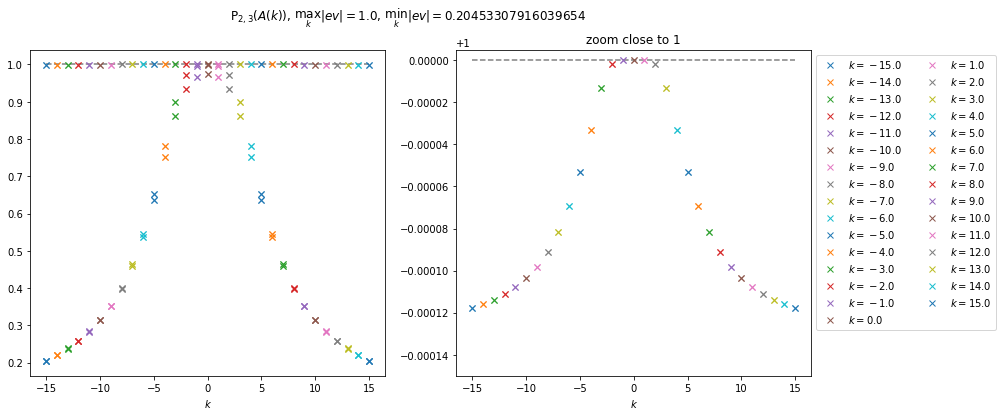 P₂,₃(A(k)), max|ev| = 1.0, min|ev| = 0.20453307916039654
k k
zoom close to 1
+1
1.0
0.9
0.8
0.7
0.6
0.5
0.4
0.3
0.2
−15 −10 −5 0 5 10 15
k
0.00000
−0.00002
−0.00004
−0.00006
−0.00008
−0.00010
−0.00012
−0.00014
−15 −10 −5 0 5 10 15
k
k = −15.0
k = −14.0
k = −13.0
k = −12.0
k = −11.0
k = −10.0
k = −9.0
k = −8.0
k = −7.0
k = −6.0
k = −5.0
k = −4.0
k = −3.0
k = −2.0
k = −1.0
k = 0.0
k = 1.0
k = 2.0
k = 3.0
k = 4.0
k = 5.0
k = 6.0
k = 7.0
k = 8.0
k = 9.0
k = 10.0
k = 11.0
k = 12.0
k = 13.0
k = 14.0
k = 15.0